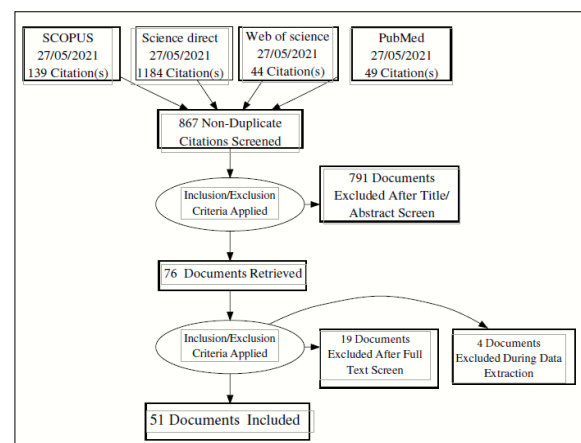 SCOPUS
27/05/2021
139 Citation(s)
Science direct
27/05/2021
1184 Citation(s)
Web of science
27/05/2021
44 Citation(s)
PubMed
27/05/2021
49 Citation(s)
867 Non-Duplicate
Citations Screened
Inclusion/Exclusion
Criteria Applied
791 Documents
Excluded After Title/
Abstract Screen
76 Documents Retrieved
Inclusion/Exclusion
Criteria Applied
19 Documents
Excluded After Full
Text Screen
4 Documents
Excluded During Data
Extraction
51 Documents Included